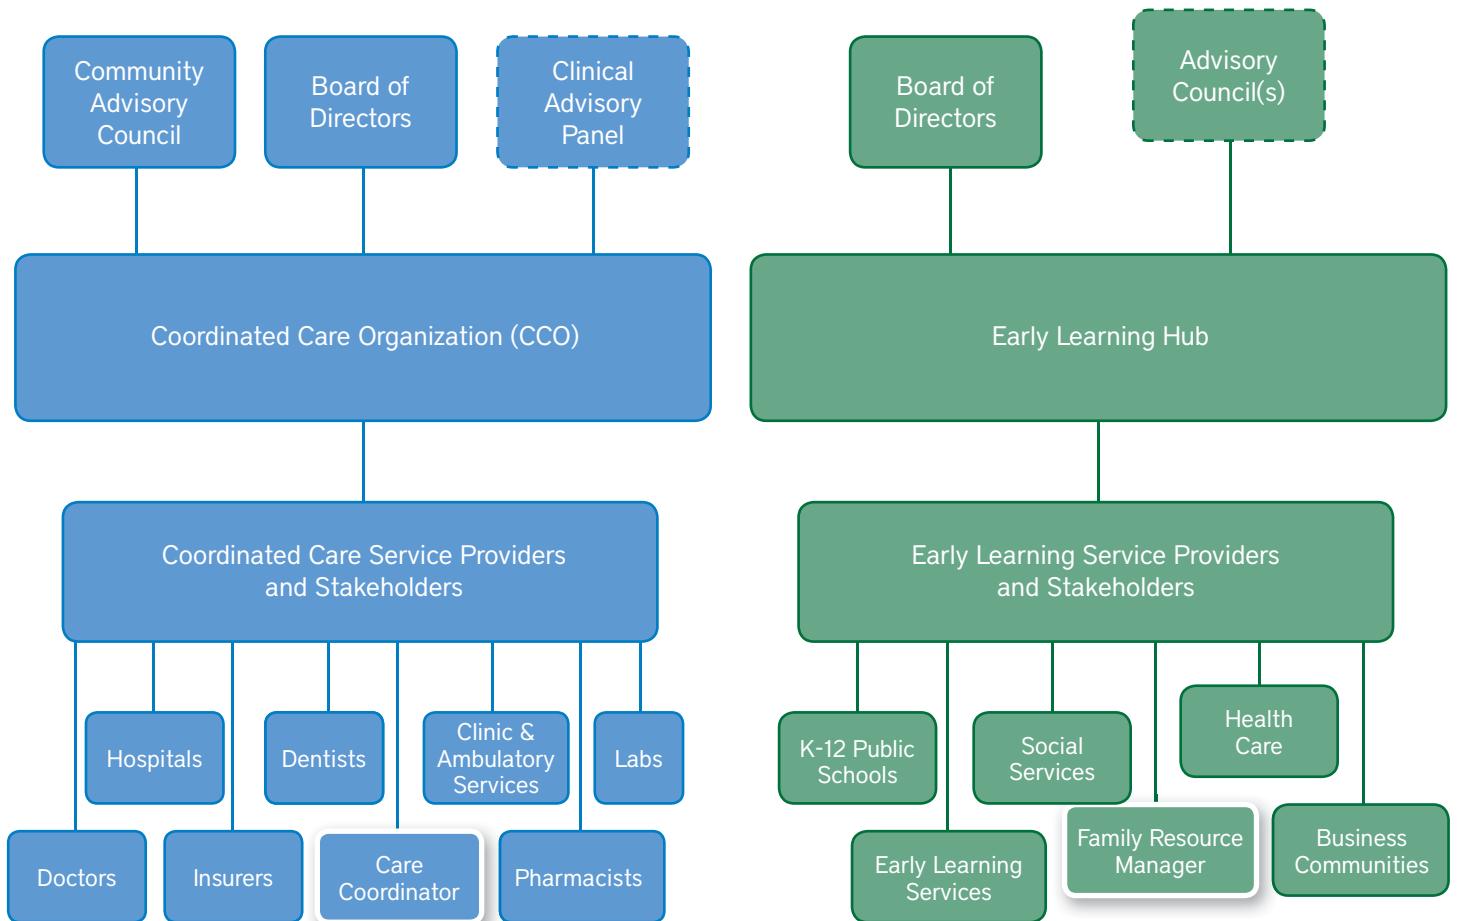 Community
Advisory
Council
Board of
Directors
Clinical
Advisory
Panel
Board of
Directors
Advisory
Council(s)
Coordinated Care Organization (CCO)
Early Learning Hub
Coordinated Care Service Providers
and Stakeholders
Early Learning Service Providers
and Stakeholders
Hospitals
Dentists
Clinic &
Ambulatory
Services
Labs
Doctors
Insurers
Care
Coordinator
Pharmacists
K-12 Public
Schools
Social
Services
Health
Care
Early Learning
Services
Family Resource
Manager
Business
Communities